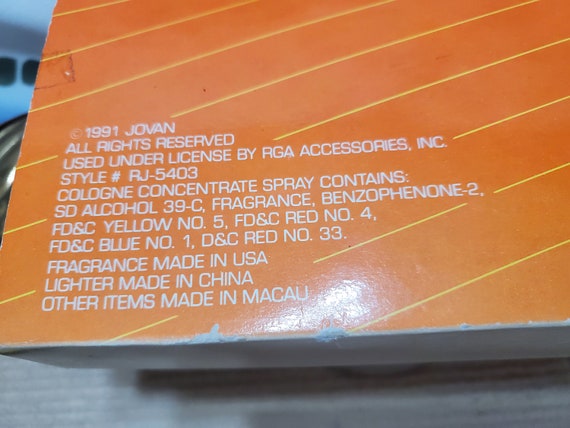 © 1991 JOVAN
ALL RIGHTS RESERVED
USED UNDER LICENSE BY RGA ACCESSORIES, INC.
STYLE # RJ-5403
COLOGNE CONCENTRATE SPRAY CONTAINS:
SD ALCOHOL 39-C, FRAGRANCE, BENZOPHENONE-2,
FD&C YELLOW NO. 5, FD&C RED NO. 4,
FD&C BLUE NO. 1, D&C RED NO. 33.
FRAGRANCE MADE IN USA
LIGHTER MADE IN CHINA
OTHER ITEMS MADE IN MACAU